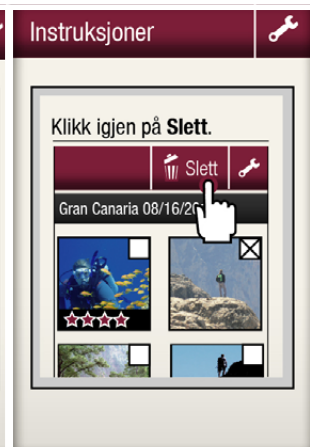 Instruksjoner
Klikk igjen på Slett.
Slett
Gran Canaria 08/16/20